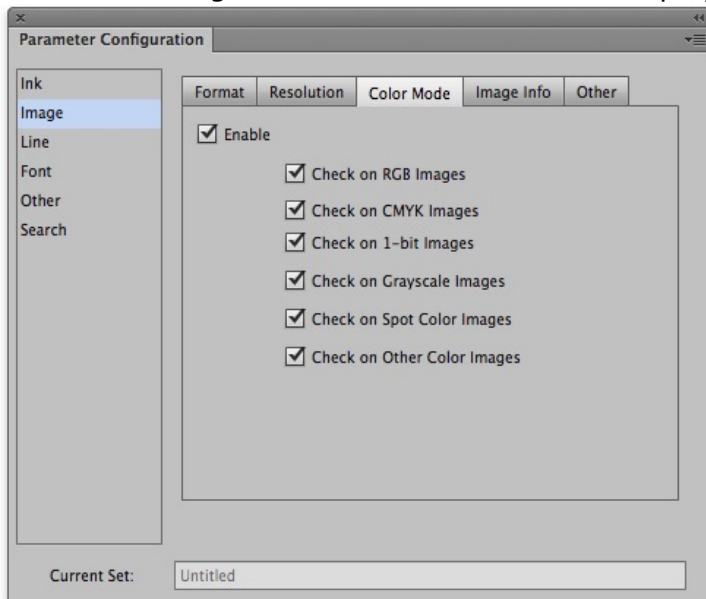 Parameter Configuration
Ink
Image
Line
Font
Other
Search
Format Resolution Color Mode Image Info Other
Enable
Check on RGB Images
Check on CMYK Images
Check on 1-bit Images
Check on Grayscale Images
Check on Spot Color Images
Check on Other Color Images
Current Set: Untitled